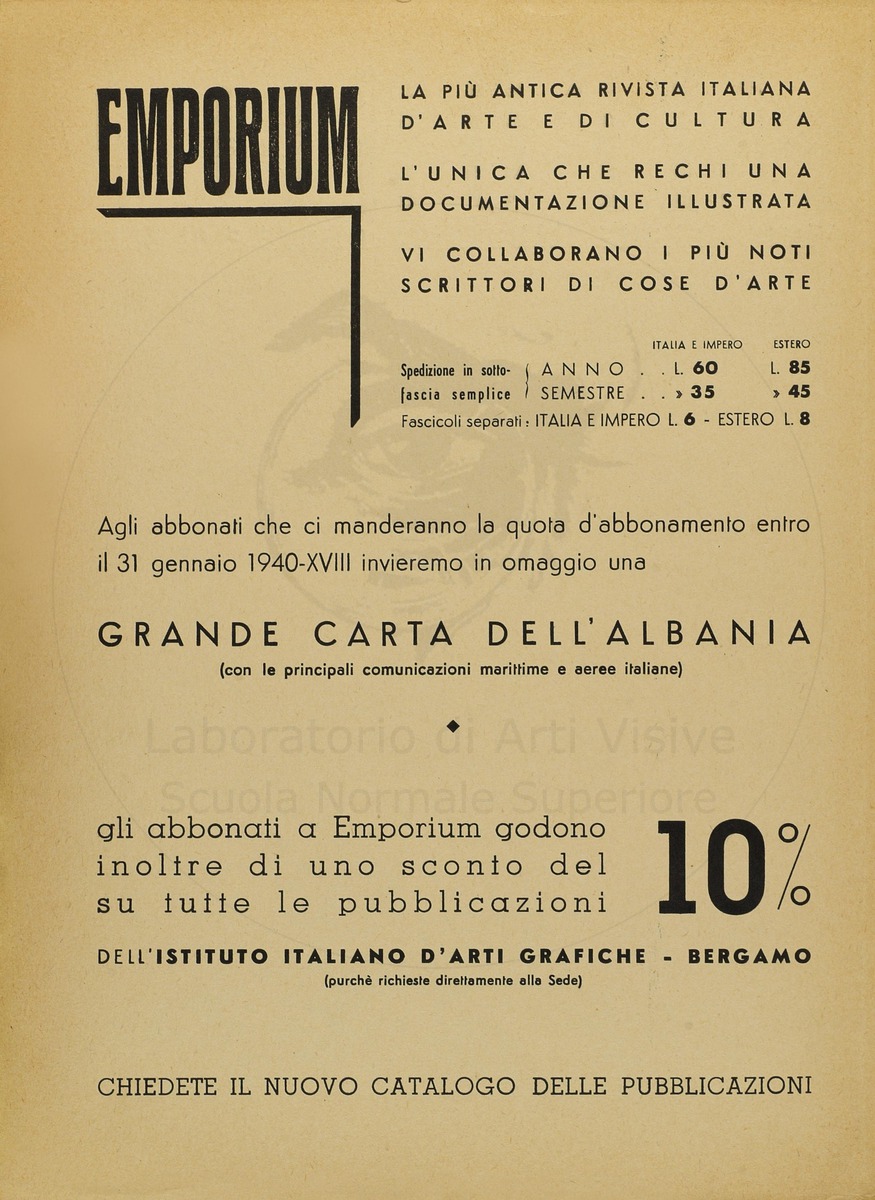 EMPORIUM
LA PIÙ ANTICA RIVISTA ITALIANA
D'ARTE E DI CULTURA
L'UNICA CHE RECHI UNA
DOCUMENTAZIONE ILLUSTRATA
VI COLLABORANO I PIÙ NOTI
SCRITTORI DI COSE D'ARTE
ITALIA E IMPERO ESTERO
Spedizione in sotto- ANNO . . L. 60 L. 85
fascia semplice SEMESTRE . . » 35 » 45
Fascicoli separati: ITALIA E IMPERO L. 6 - ESTERO L. 8
Agli abbonati che ci manderanno la quota d'abbonamento entro
il 31 gennaio 1940-XVIII invieremo in omaggio una
GRANDE CARTA DELL'ALBANIA
(con le principali comunicazioni marittime e aeree italiane)
Laboratorio di Arti Visive
Scuola Normale Superiore
gli abbonati a Emporium godono
inoltre di uno sconto del
su tutte le pubblicazioni
10%
DELL'ISTITUTO ITALIANO D'ARTI GRAFICHE - BERGAMO
(purchè richieste direttamente alla Sede)
CHIEDETE IL NUOVO CATALOGO DELLE PUBBLICAZIONI